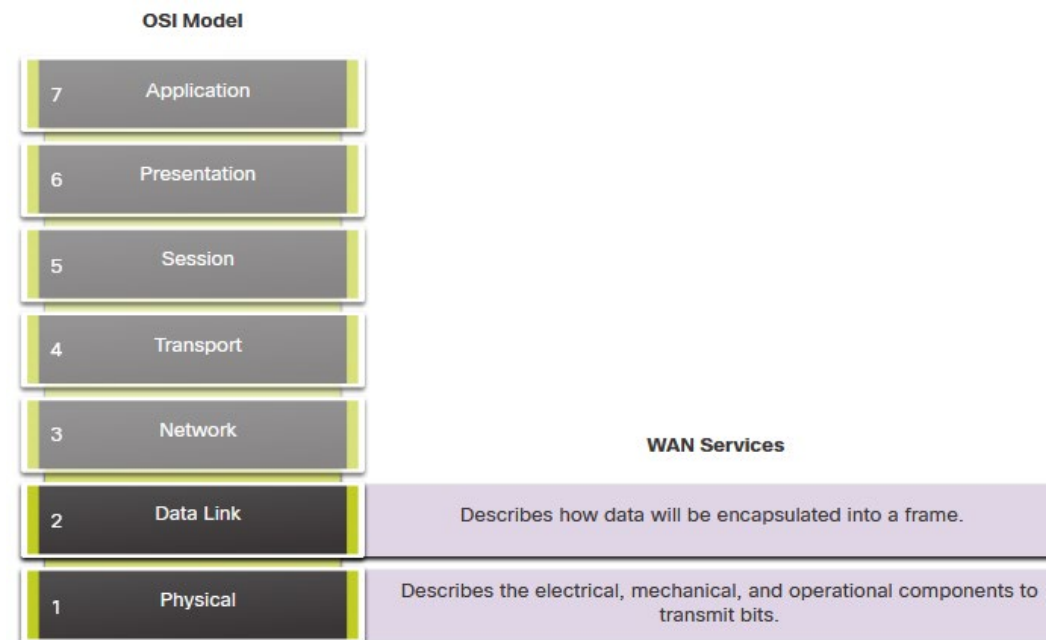 OSI Model
7 Application
6 Presentation
5 Session
4 Transport
3 Network
WAN Services
2 Data Link Describes how data will be encapsulated into a frame.
1 Physical Describes the electrical, mechanical, and operational components to
transmit bits.